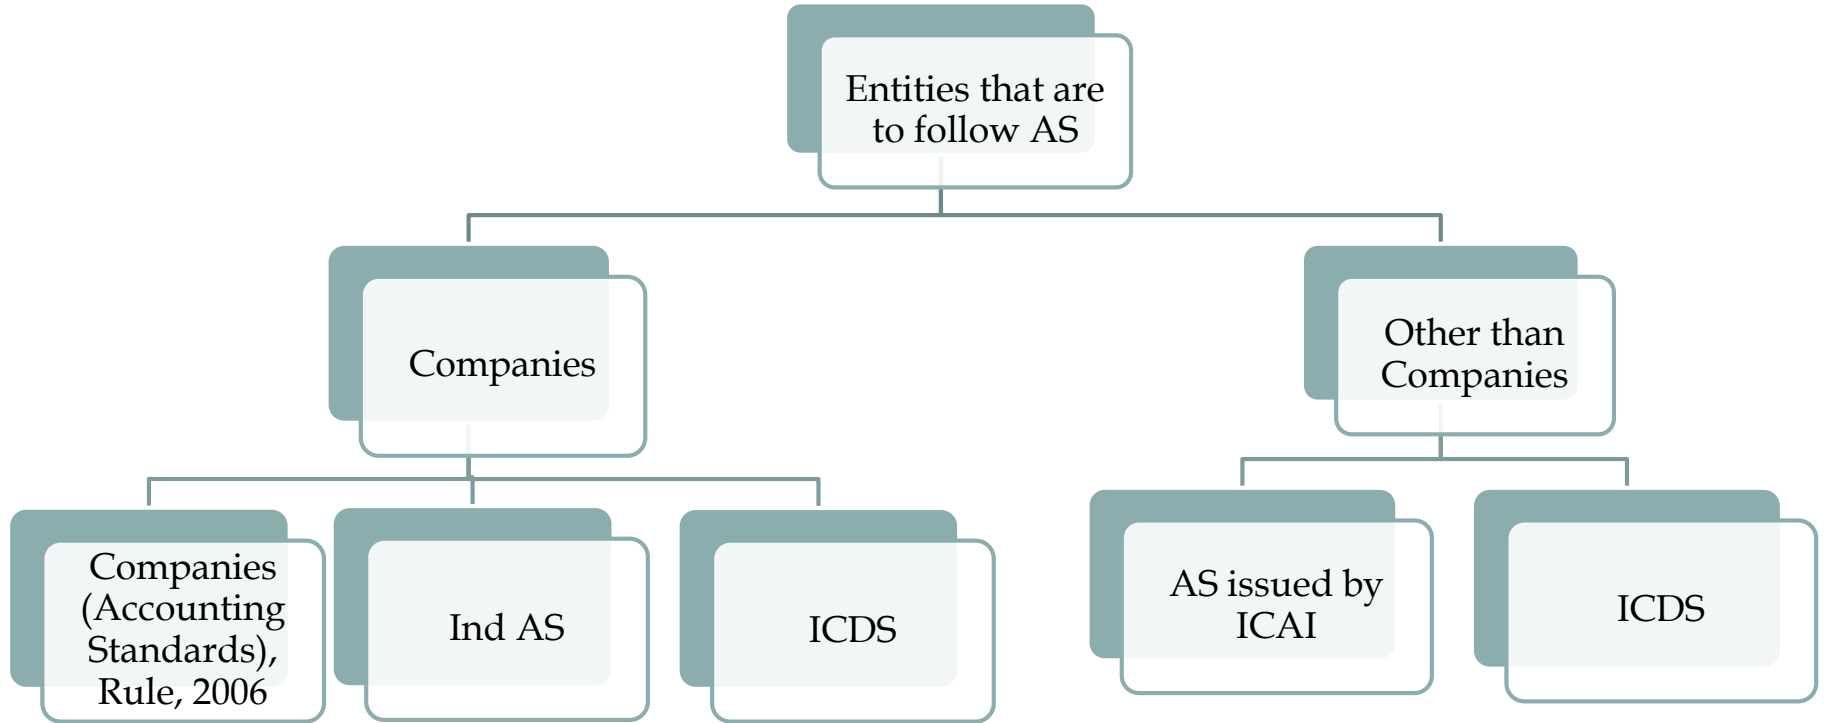 Entities that are
to follow AS
Companies
Other than
Companies
Companies
(Accounting
Standards),
Rule, 2006
Ind AS
ICDS
AS issued by
ICAI
ICDS